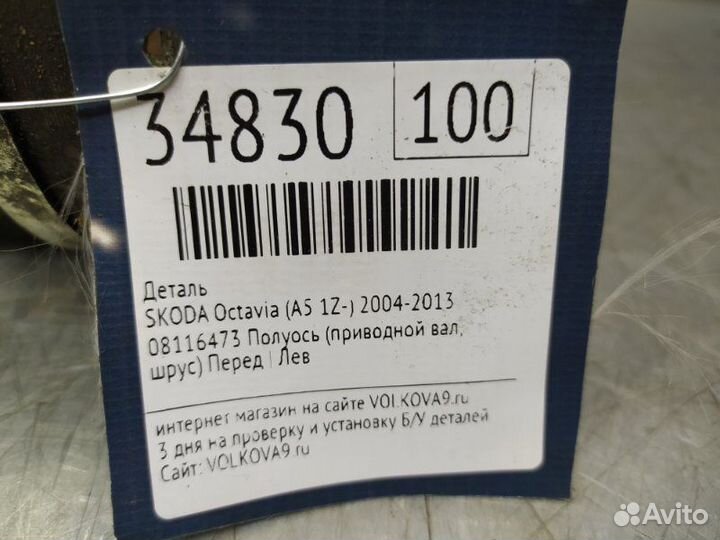 34830 100
Деталь
SKODA Octavia (A5 1Z-) 2004-2013
08116473 Полуось (приводной вал,
шрус) Перед | Лев
интернет магазин на сайте VOLKOVA9.ru
3 дня на проверку и установку Б/У деталей
Сайт: VOLKOVA9.ru
Avito